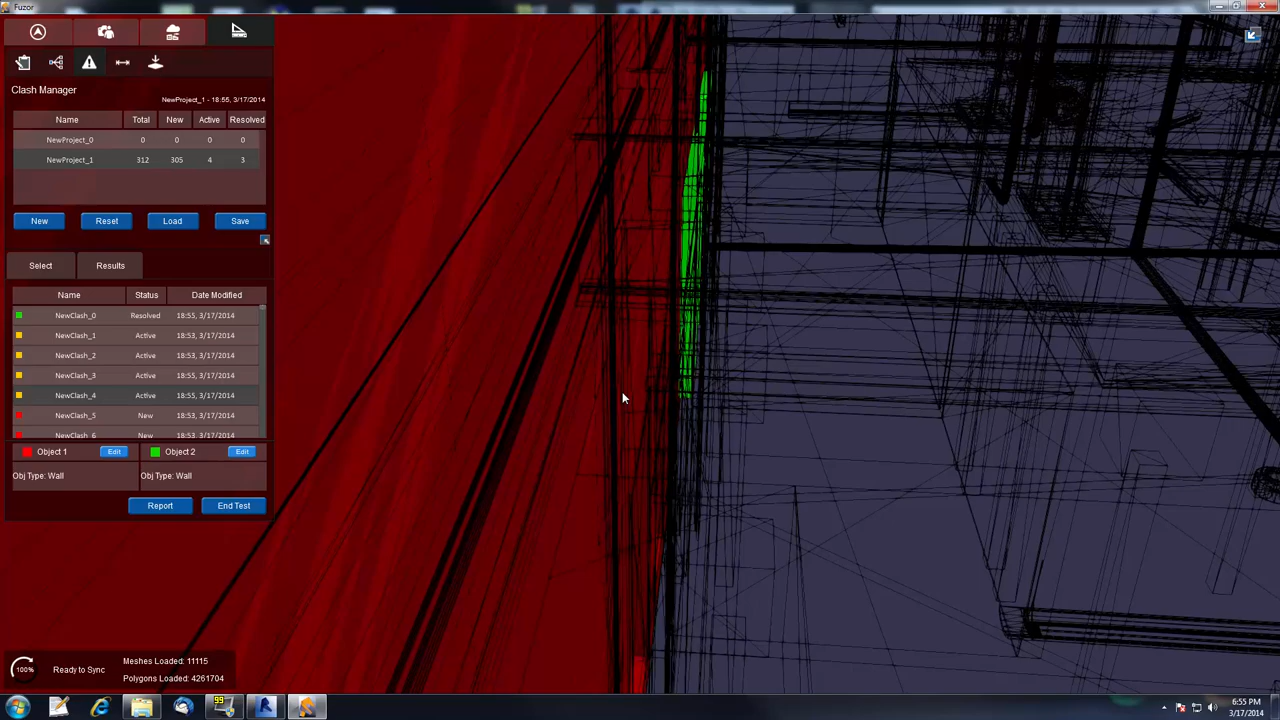 Fuzor
Clash Manager
NewProject_1 - 18:55, 3/17/2014
Name Total New Active Resolved
NewProject_0 0 0 0 0
NewProject_1 312 305 4 3
New Reset Load Save
Select Results
Name Status Date Modified
NewClash_0 Resolved 18:55, 3/17/2014
NewClash_1 Active 18:53, 3/17/2014
NewClash_2 Active 18:55, 3/17/2014
NewClash_3 Active 18:55, 3/17/2014
NewClash_4 Active 18:55, 3/17/2014
NewClash_5 New 18:53, 3/17/2014
NewClash_6 New 18:53, 3/17/2014
Object 1 Edit Object 2 Edit
Obj Type: Wall Obj Type: Wall
Report End Test
100% Ready to Sync
Meshes Loaded: 11115
Polygons Loaded: 4261704
99
6:55 PM
3/17/2014